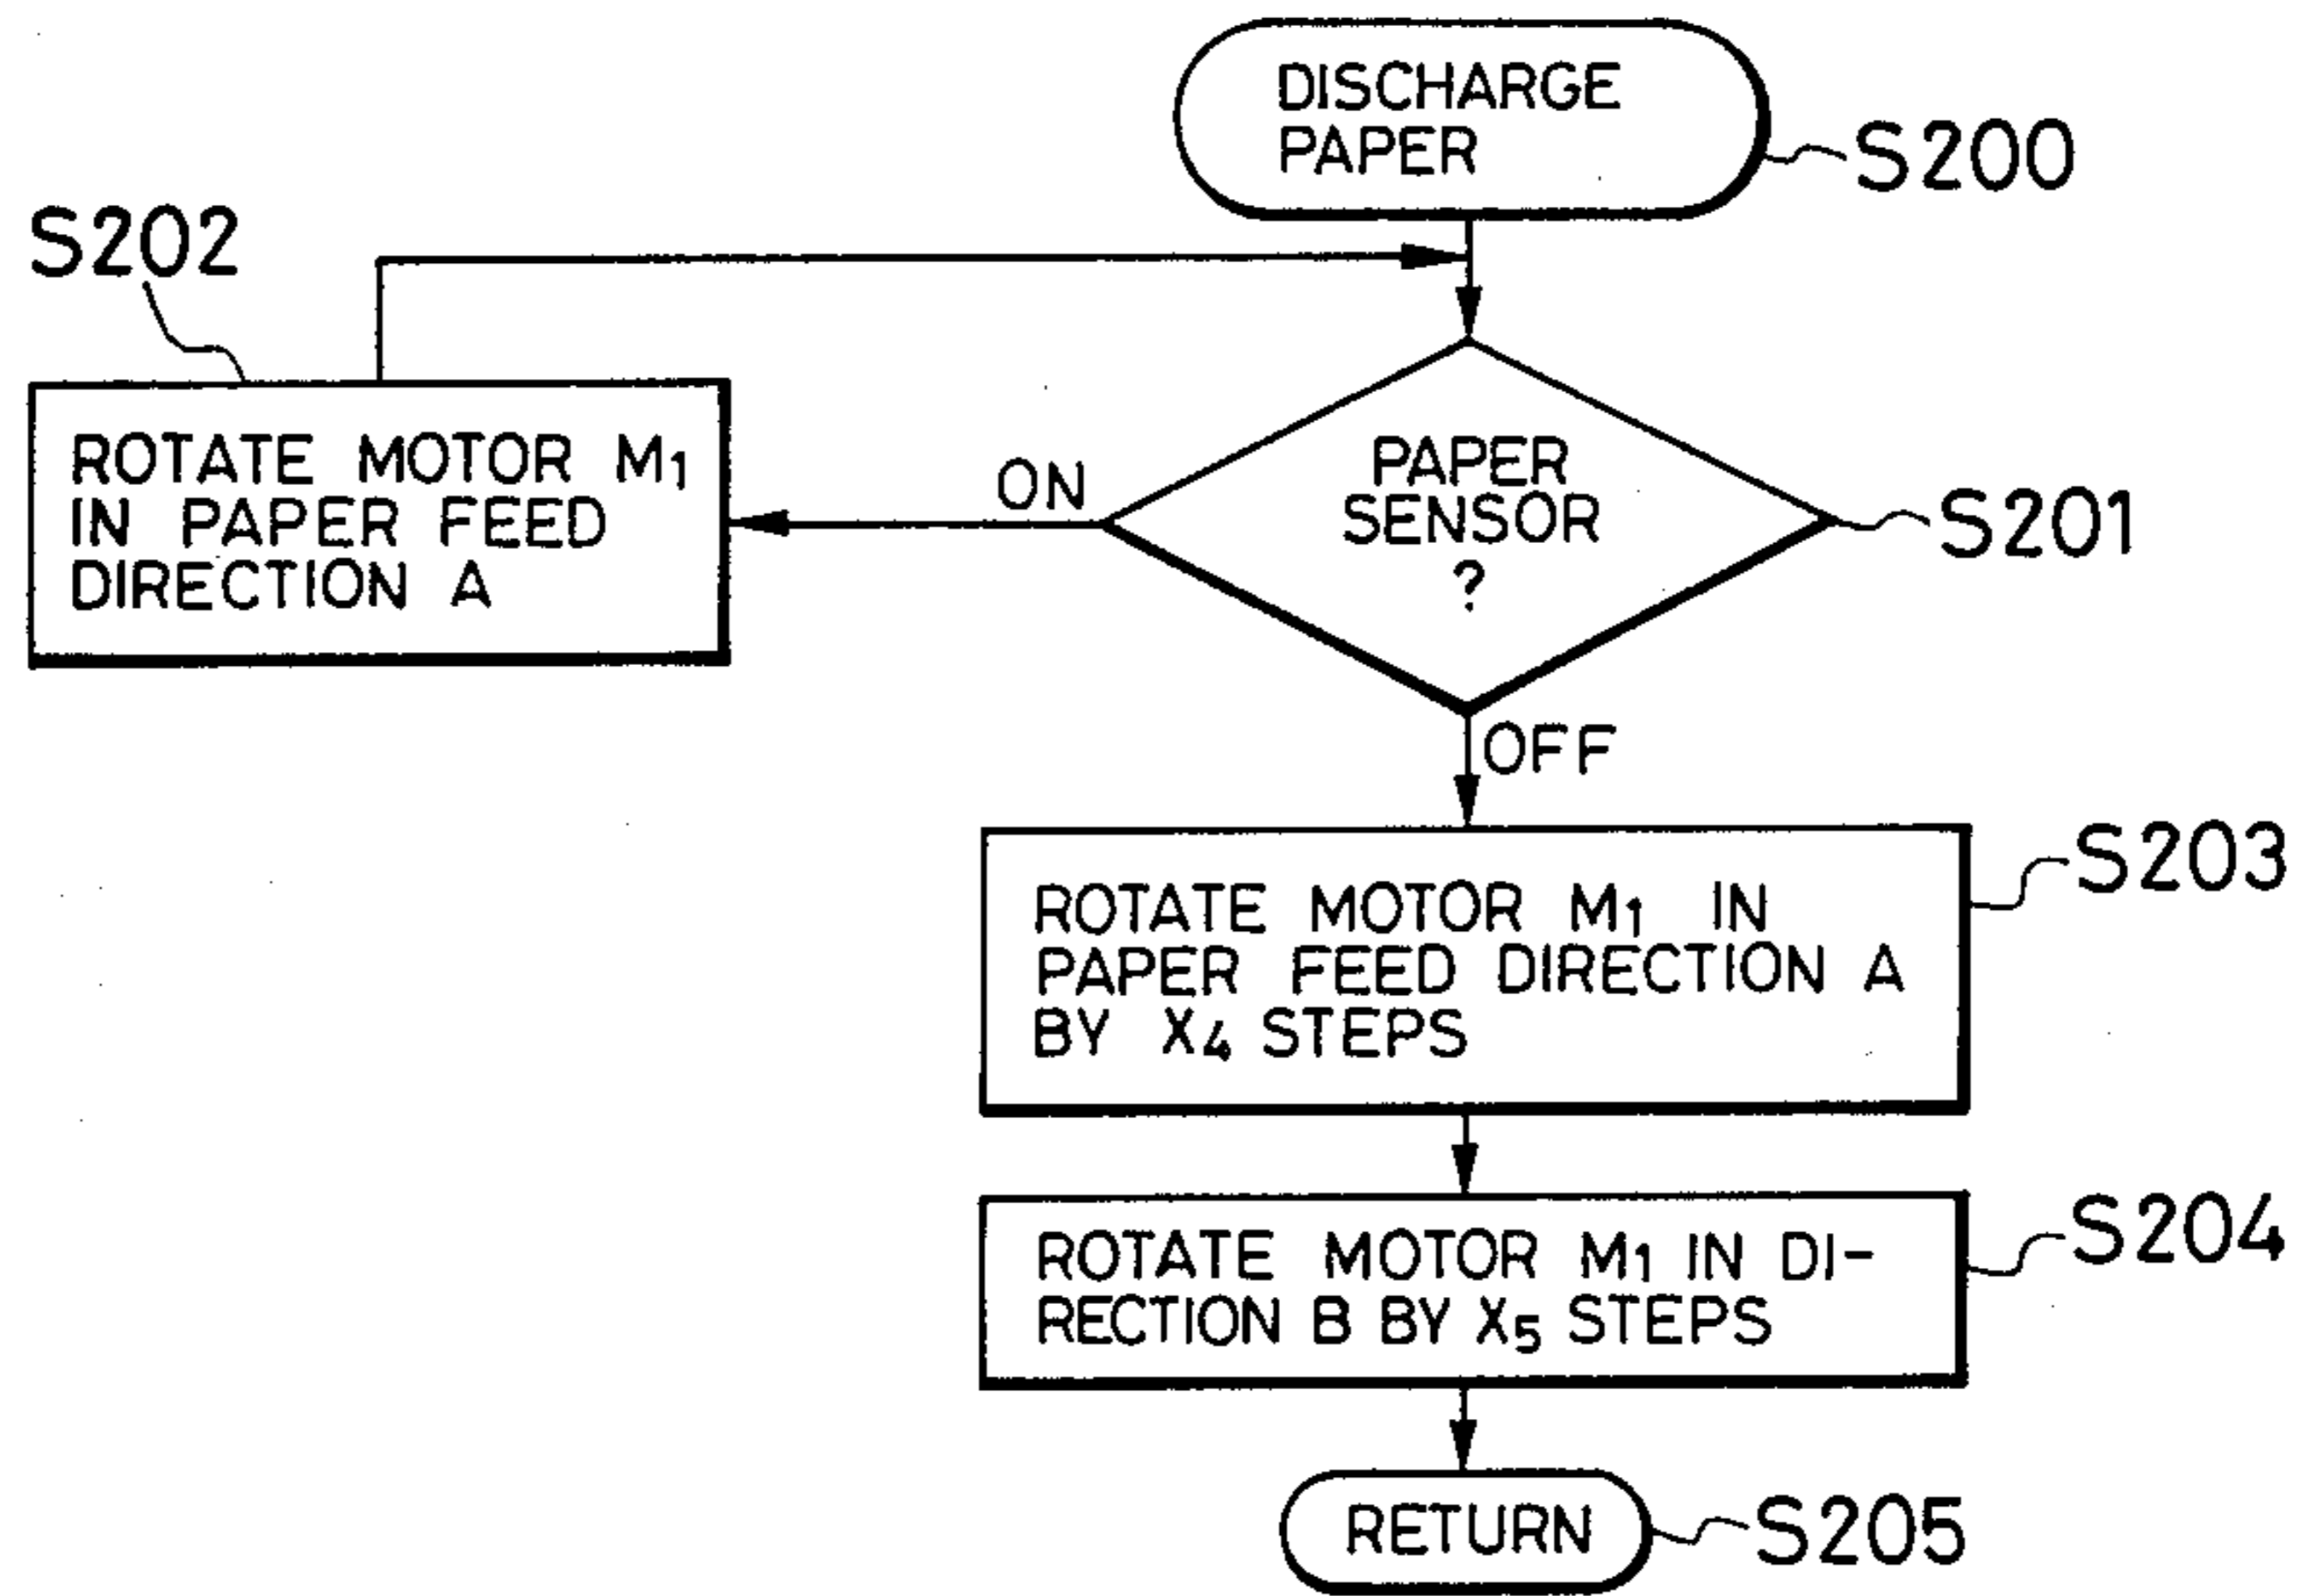 DISCHARGE
PAPER
S200
S202
ROTATE MOTOR M1
IN PAPER FEED
DIRECTION A
ON
PAPER
SENSOR
?
S201
OFF
ROTATE MOTOR M1 IN
PAPER FEED DIRECTION A
BY X4 STEPS
S203
ROTATE MOTOR M1 IN DI-
RECTION B BY X5 STEPS
S204
RETURN
S205